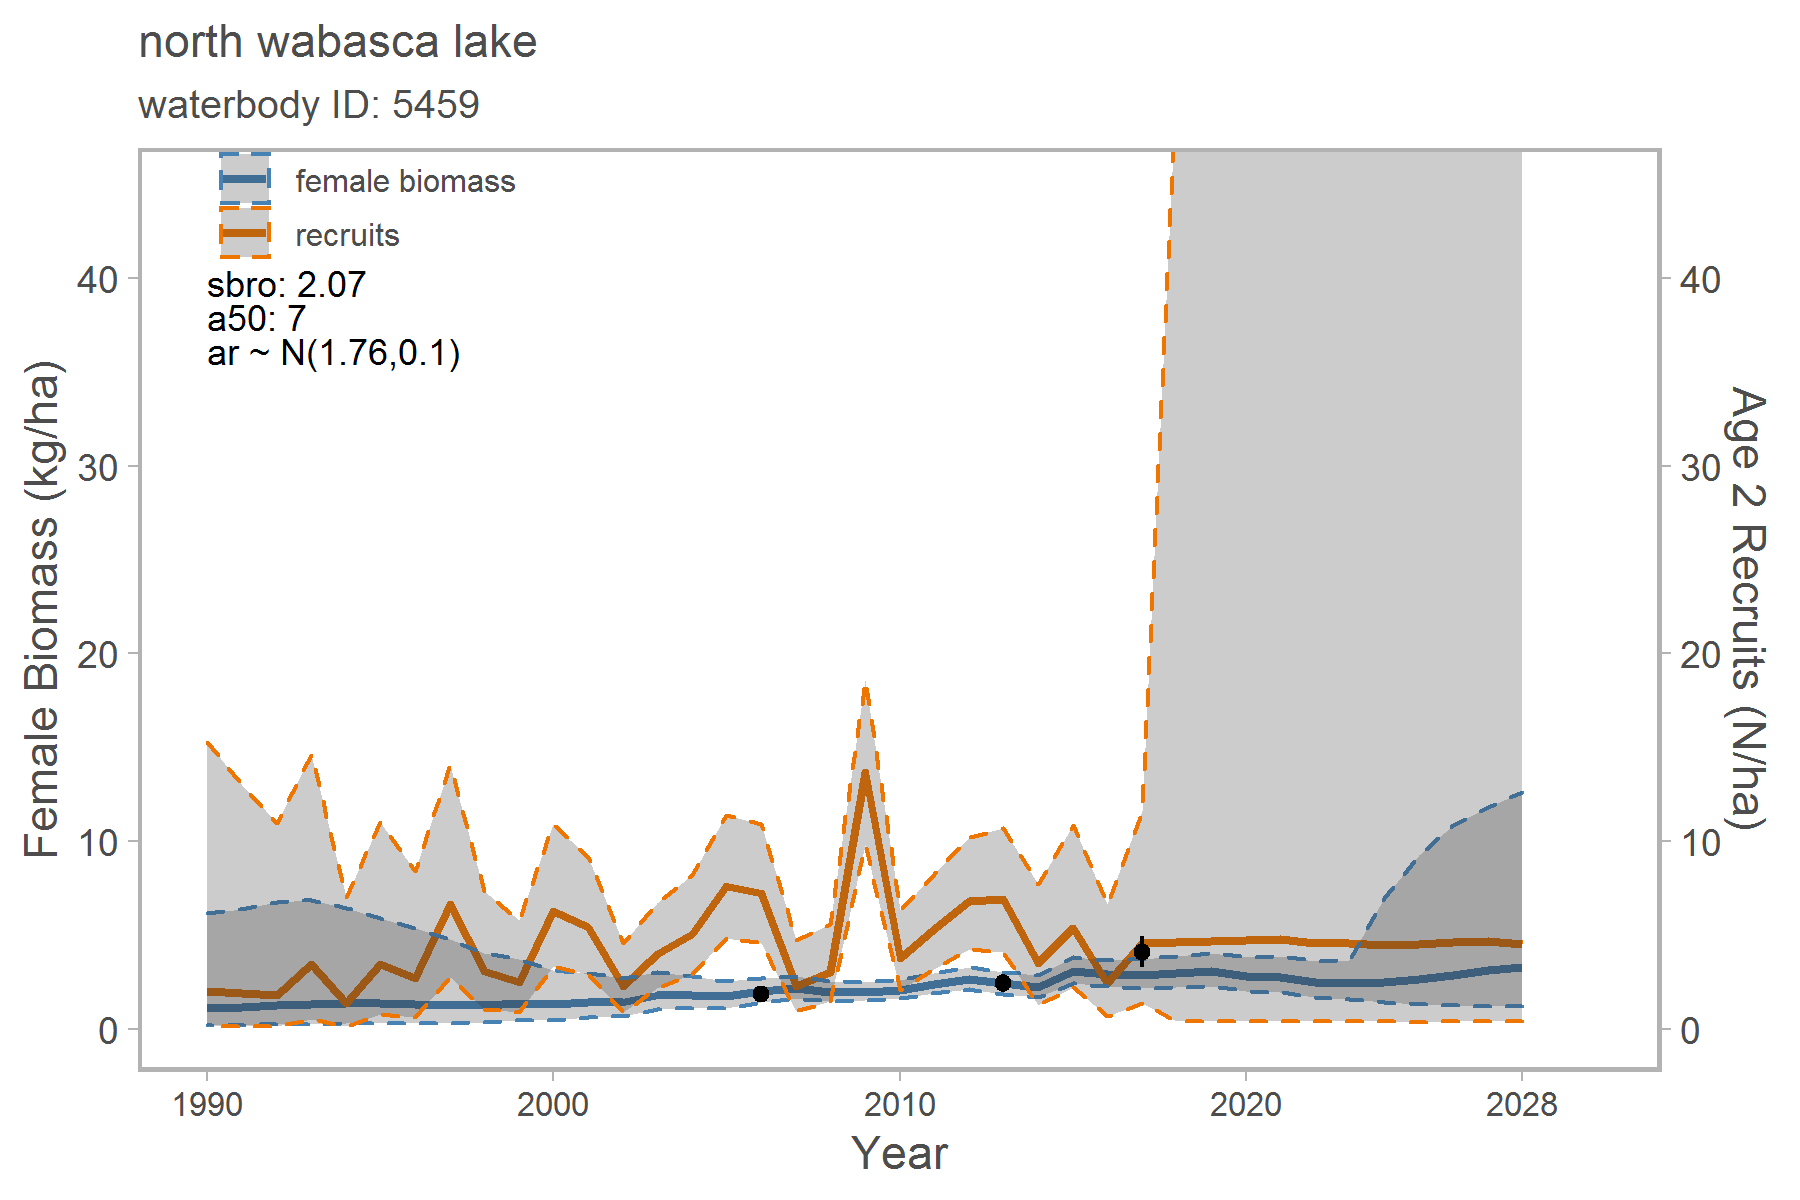 north wabasca lake
waterbody ID: 5459
female biomass
recruits
sbro: 2.07
a50: 7
ar ~ N(1.76,0.1)
Female Biomass (kg/ha)
40
30
20
10
0
Age 2 Recruits (N/ha)
40
30
20
10
0
1990
2000
2010
2020
2028
Year